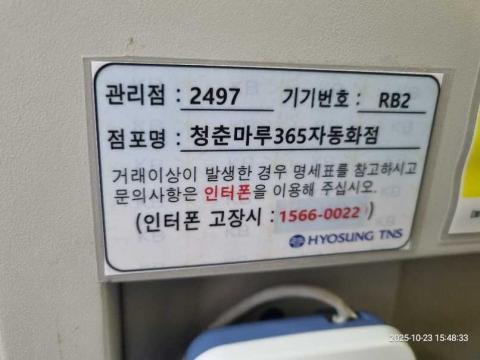 관리점 : 2497 기기번호 : RB2
점포명 : 청춘마루365자동화점
거래이상이 발생한 경우 명세표를 참고하시고
문의사항은 인터폰을 이용해 주십시오.
(인터폰 고장시 : 1566-0022 )
HYOSUNG TNS
2025-10-23 15:48:33